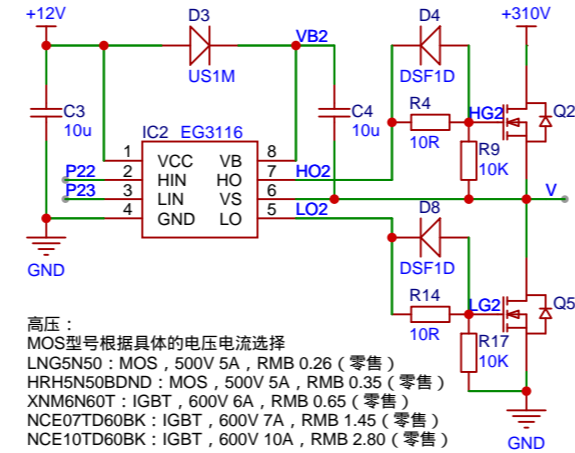 +12V
D3
VB2
D4
+310V
US1M
DSF1D
C3
10u
C4
10u
R4
10R
HG2
Q2
IC2
EG3116
R9
10K
1
VCC
VB
8
P22
2
HIN
HO
7
HO2
P23
3
LIN
VS
6
V
4
GND
LO
5
LO2
D8
GND
DSF1D
R14
10R
LG2
Q5
R17
10K
GND
高压：
MOS型号根据具体的电压电流选择
LNG5N50：MOS，500V 5A，RMB 0.26（零售）
HRH5N50BDND：MOS，500V 5A，RMB 0.35（零售）
XNM6N60T：IGBT，600V 6A，RMB 0.65（零售）
NCE07TD60BK：IGBT，600V 7A，RMB 1.45（零售）
NCE10TD60BK：IGBT，600V 10A，RMB 2.80（零售）